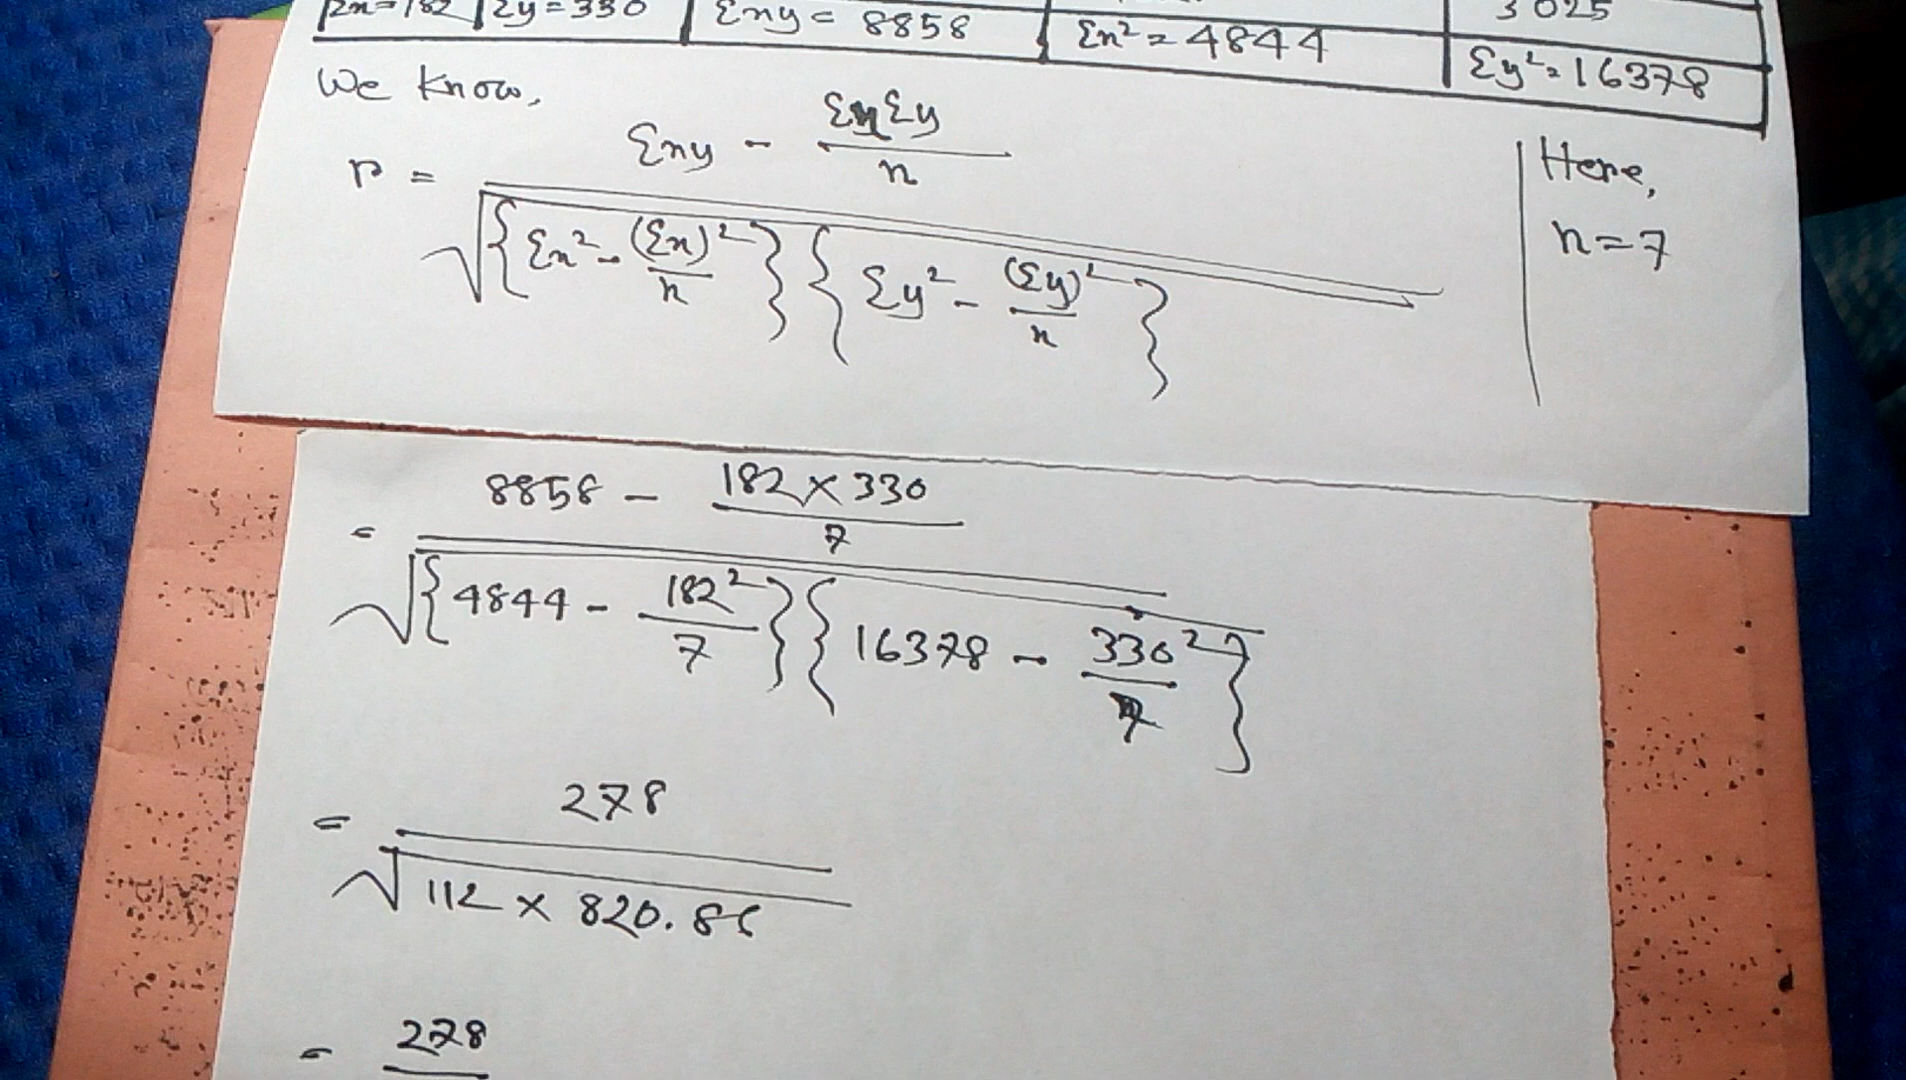 Σx=182 Σy=330 Σxy = 8858 Σx² = 4844 3025
Σy² = 16378
We know,
r = Σxy - ΣxΣy/n / √{Σx² - (Σx)²/n}{Σy² - (Σy)²/n}
Here,
n=7
= 8858 - 182×330/7 / √{4844 - 182²/7}{16378 - 330²/7}
= 278 / √112 × 820.86
= 278